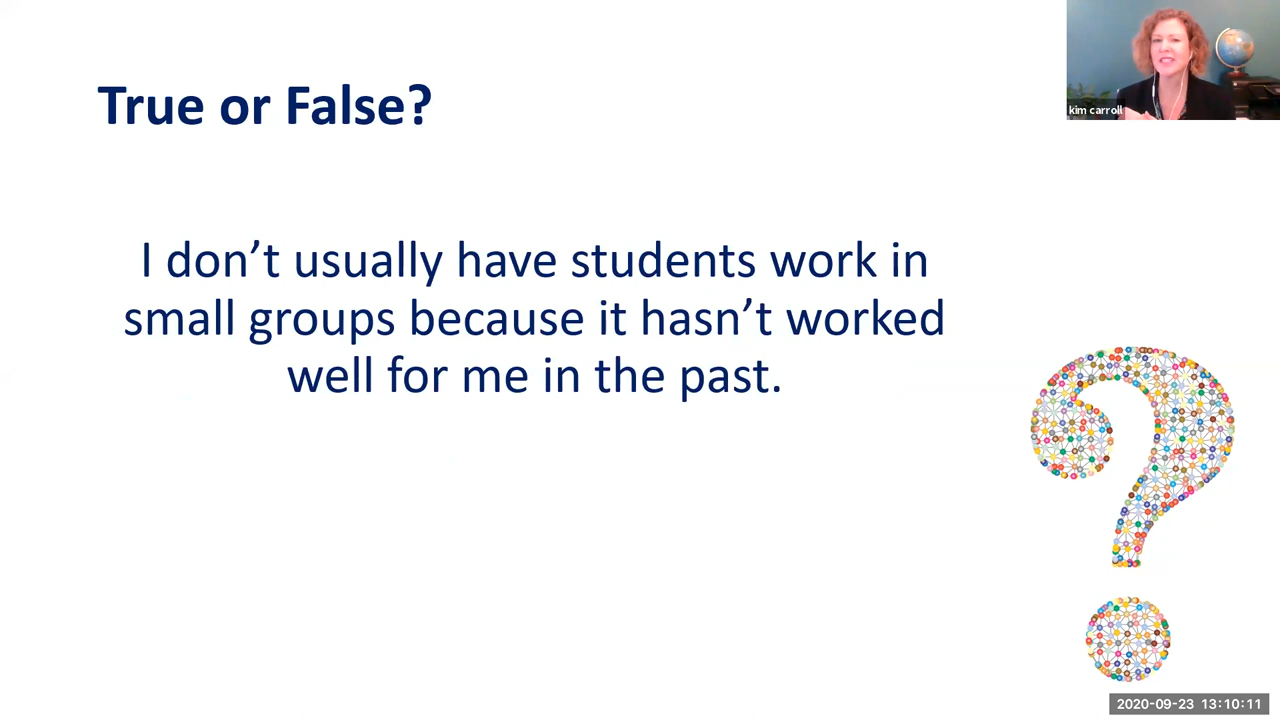 True or False?
kim carroll
I don’t usually have students work in
small groups because it hasn’t worked
well for me in the past.
2020-09-23 13:10:11